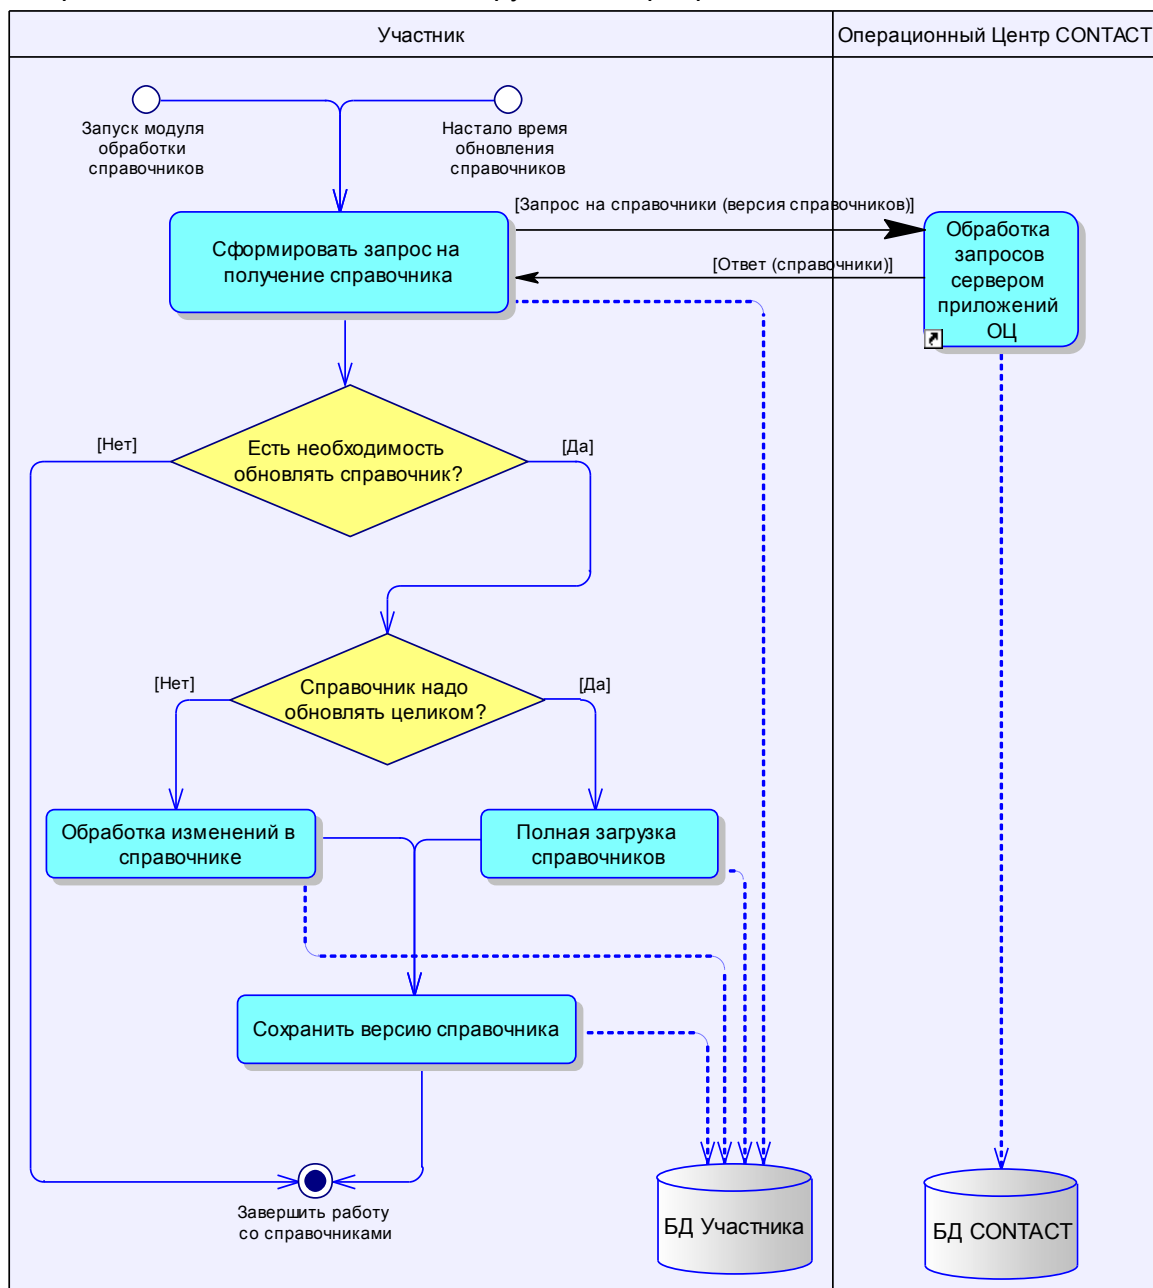 Участник
Операционный Центр CONTACT
Запуск модуля
обработки
справочников
Настало время
обновления
справочников
[Запрос на справочники (версия справочников)]
Сформировать запрос на
получение справочника
[Ответ (справочники)]
Обработка
запросов
сервером
приложений
ОЦ
[Нет]
Есть необходимость
обновлять справочник?
[Да]
[Нет]
Справочник надо
обновлять целиком?
[Да]
Обработка изменений в
справочнике
Полная загрузка
справочников
Сохранить версию справочника
Завершить работу
со справочниками
БД Участника
БД CONTACT